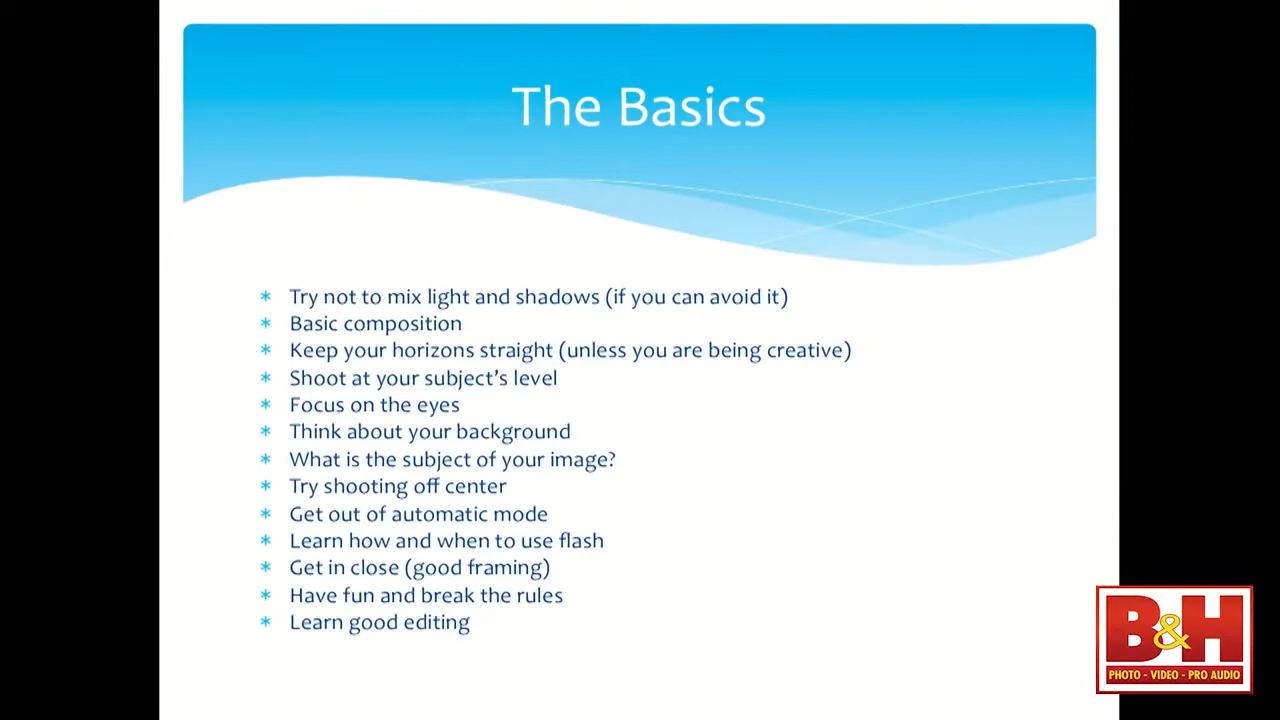 The Basics
* Try not to mix light and shadows (if you can avoid it)
* Basic composition
* Keep your horizons straight (unless you are being creative)
* Shoot at your subject’s level
* Focus on the eyes
* Think about your background
* What is the subject of your image?
* Try shooting off center
* Get out of automatic mode
* Learn how and when to use flash
* Get in close (good framing)
* Have fun and break the rules
* Learn good editing
B&H
PHOTO - VIDEO - PRO AUDIO